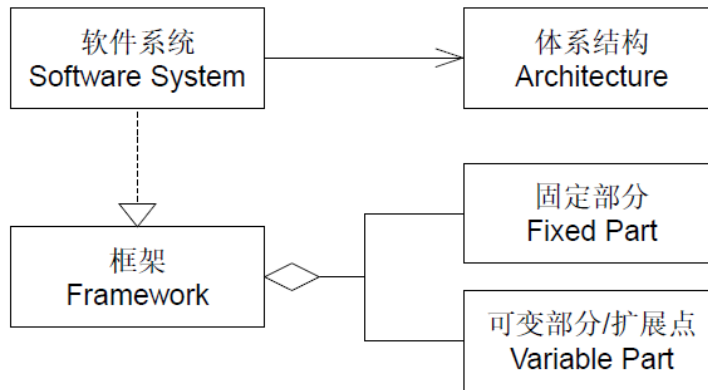 软件系统
Software System
体系结构
Architecture
固定部分
Fixed Part
框架
Framework
可变部分/扩展点
Variable Part